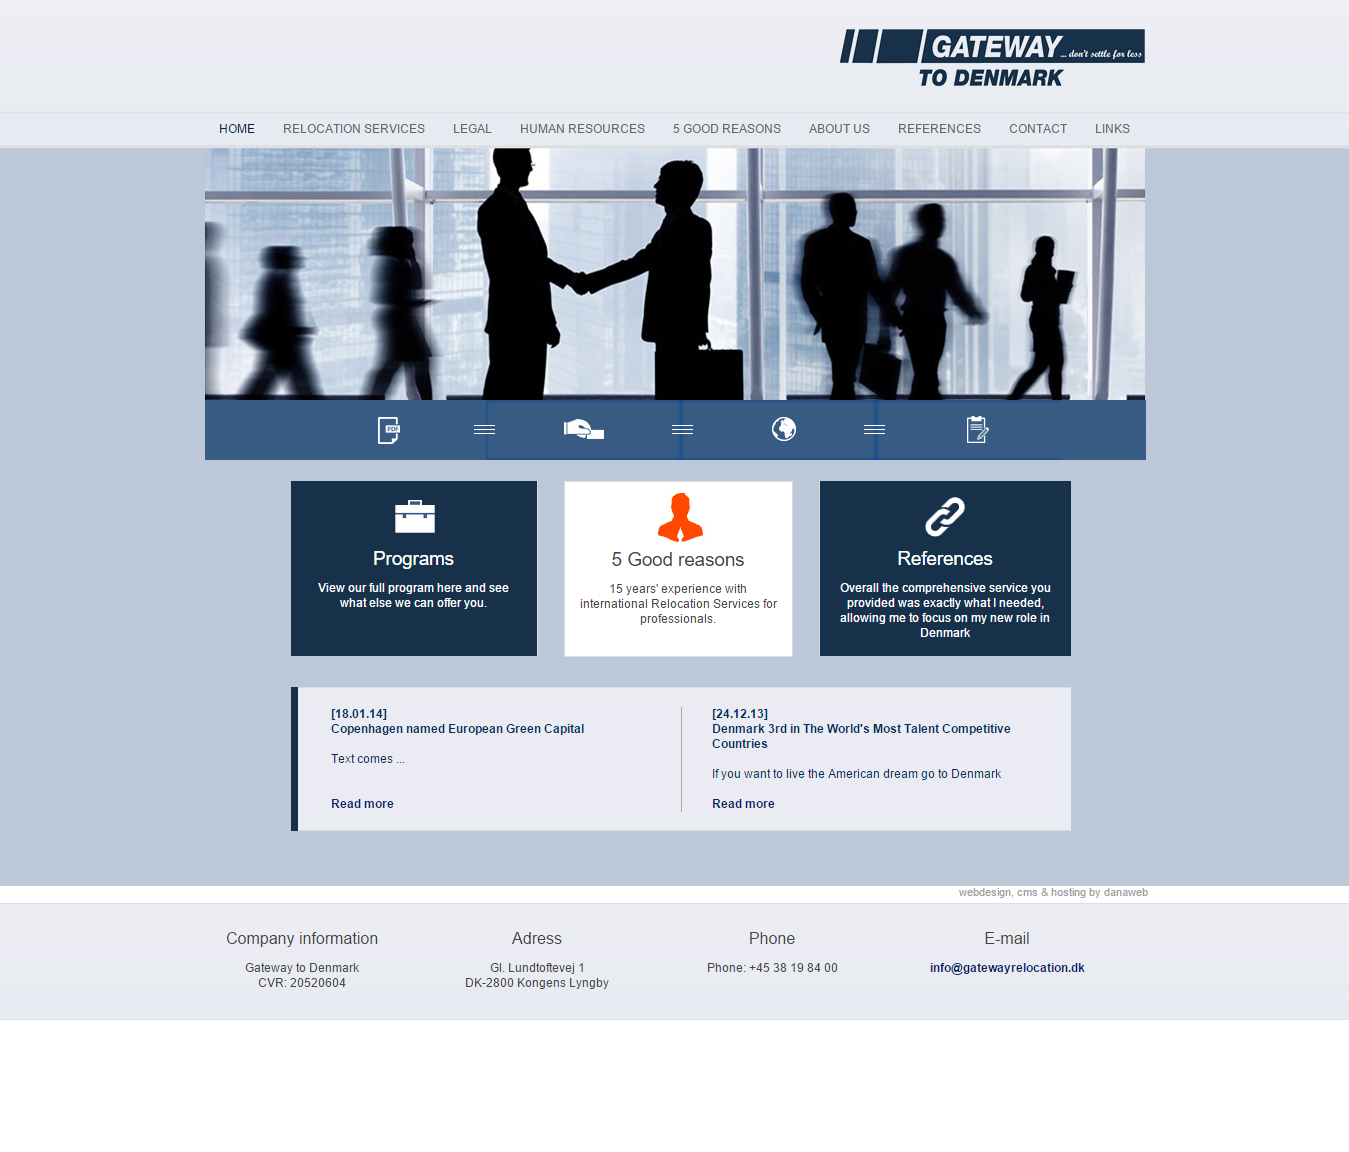 GATEWAY ... don't settle for less
TO DENMARK
HOME RELOCATION SERVICES LEGAL HUMAN RESOURCES 5 GOOD REASONS ABOUT US REFERENCES CONTACT LINKS
PDF
Programs
View our full program here and see
what else we can offer you.
5 Good reasons
15 years' experience with
international Relocation Services for
professionals.
References
Overall the comprehensive service you
provided was exactly what I needed,
allowing me to focus on my new role in
Denmark
[18.01.14]
Copenhagen named European Green Capital
Text comes ...
Read more
[24.12.13]
Denmark 3rd in The World's Most Talent Competitive
Countries
If you want to live the American dream go to Denmark
Read more
webdesign, cms & hosting by danaweb
Company information
Gateway to Denmark
CVR: 20520604
Adress
Gl. Lundtoftevej 1
DK-2800 Kongens Lyngby
Phone
Phone: +45 38 19 84 00
E-mail
info@gatewayrelocation.dk